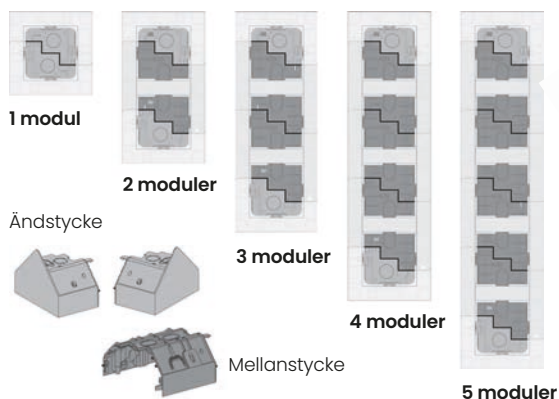 1 modul
2 moduler
Ändstycke
3 moduler
4 moduler
Mellanstycke
5 moduler